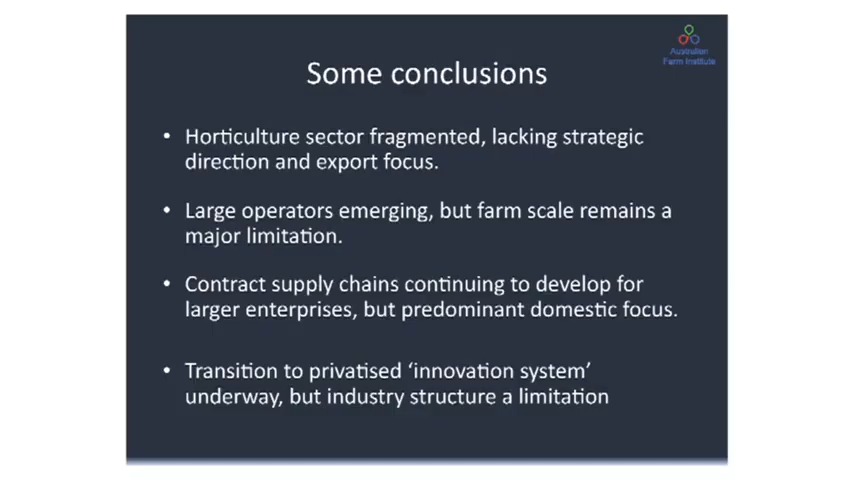 Australian
Farm Institute
Some conclusions
• Horticulture sector fragmented, lacking strategic
direction and export focus.
• Large operators emerging, but farm scale remains a
major limitation.
• Contract supply chains continuing to develop for
larger enterprises, but predominant domestic focus.
• Transition to privatised ‘innovation system’
underway, but industry structure a limitation